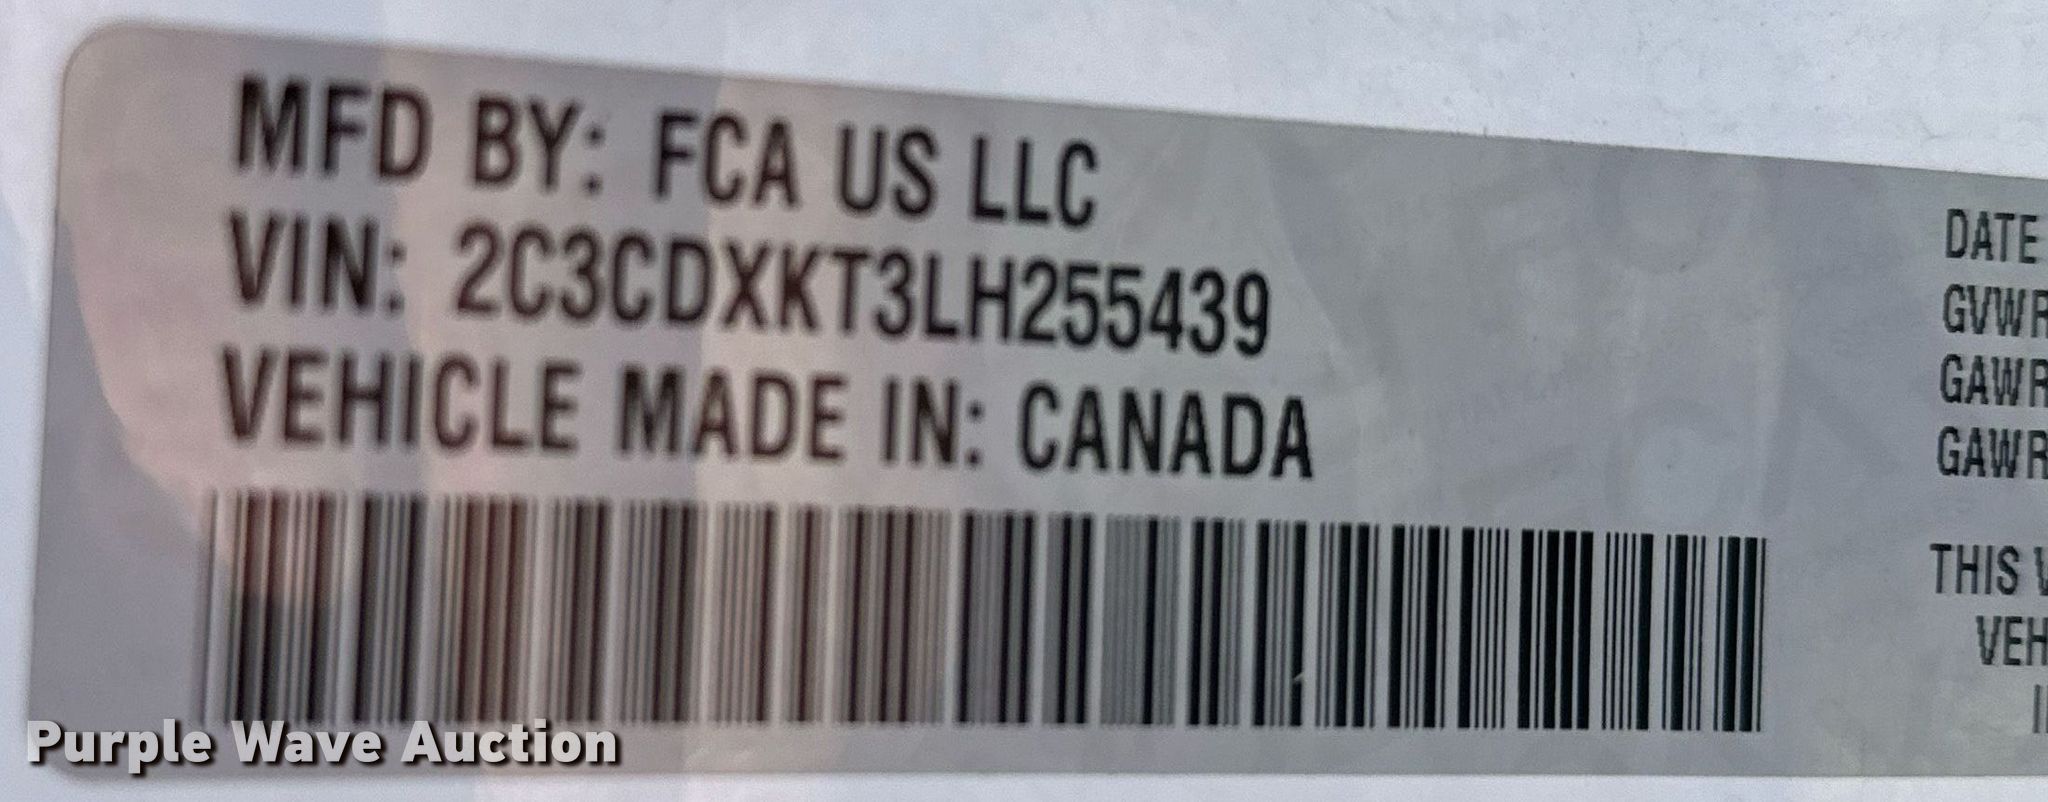 MFD BY: FCA US LLC
VIN: 2C3CDXKT3LH255439
VEHICLE MADE IN: CANADA
DATE
GVWR
GAWR
GAWR
THIS V
VEH
Purple Wave Auction